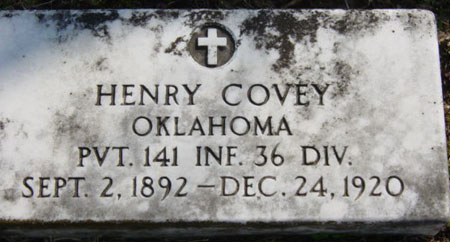 HENRY COVEY
OKLAHOMA
PVT. 141 INF. 36 DIV.
SEPT. 2, 1892 – DEC. 24, 1920